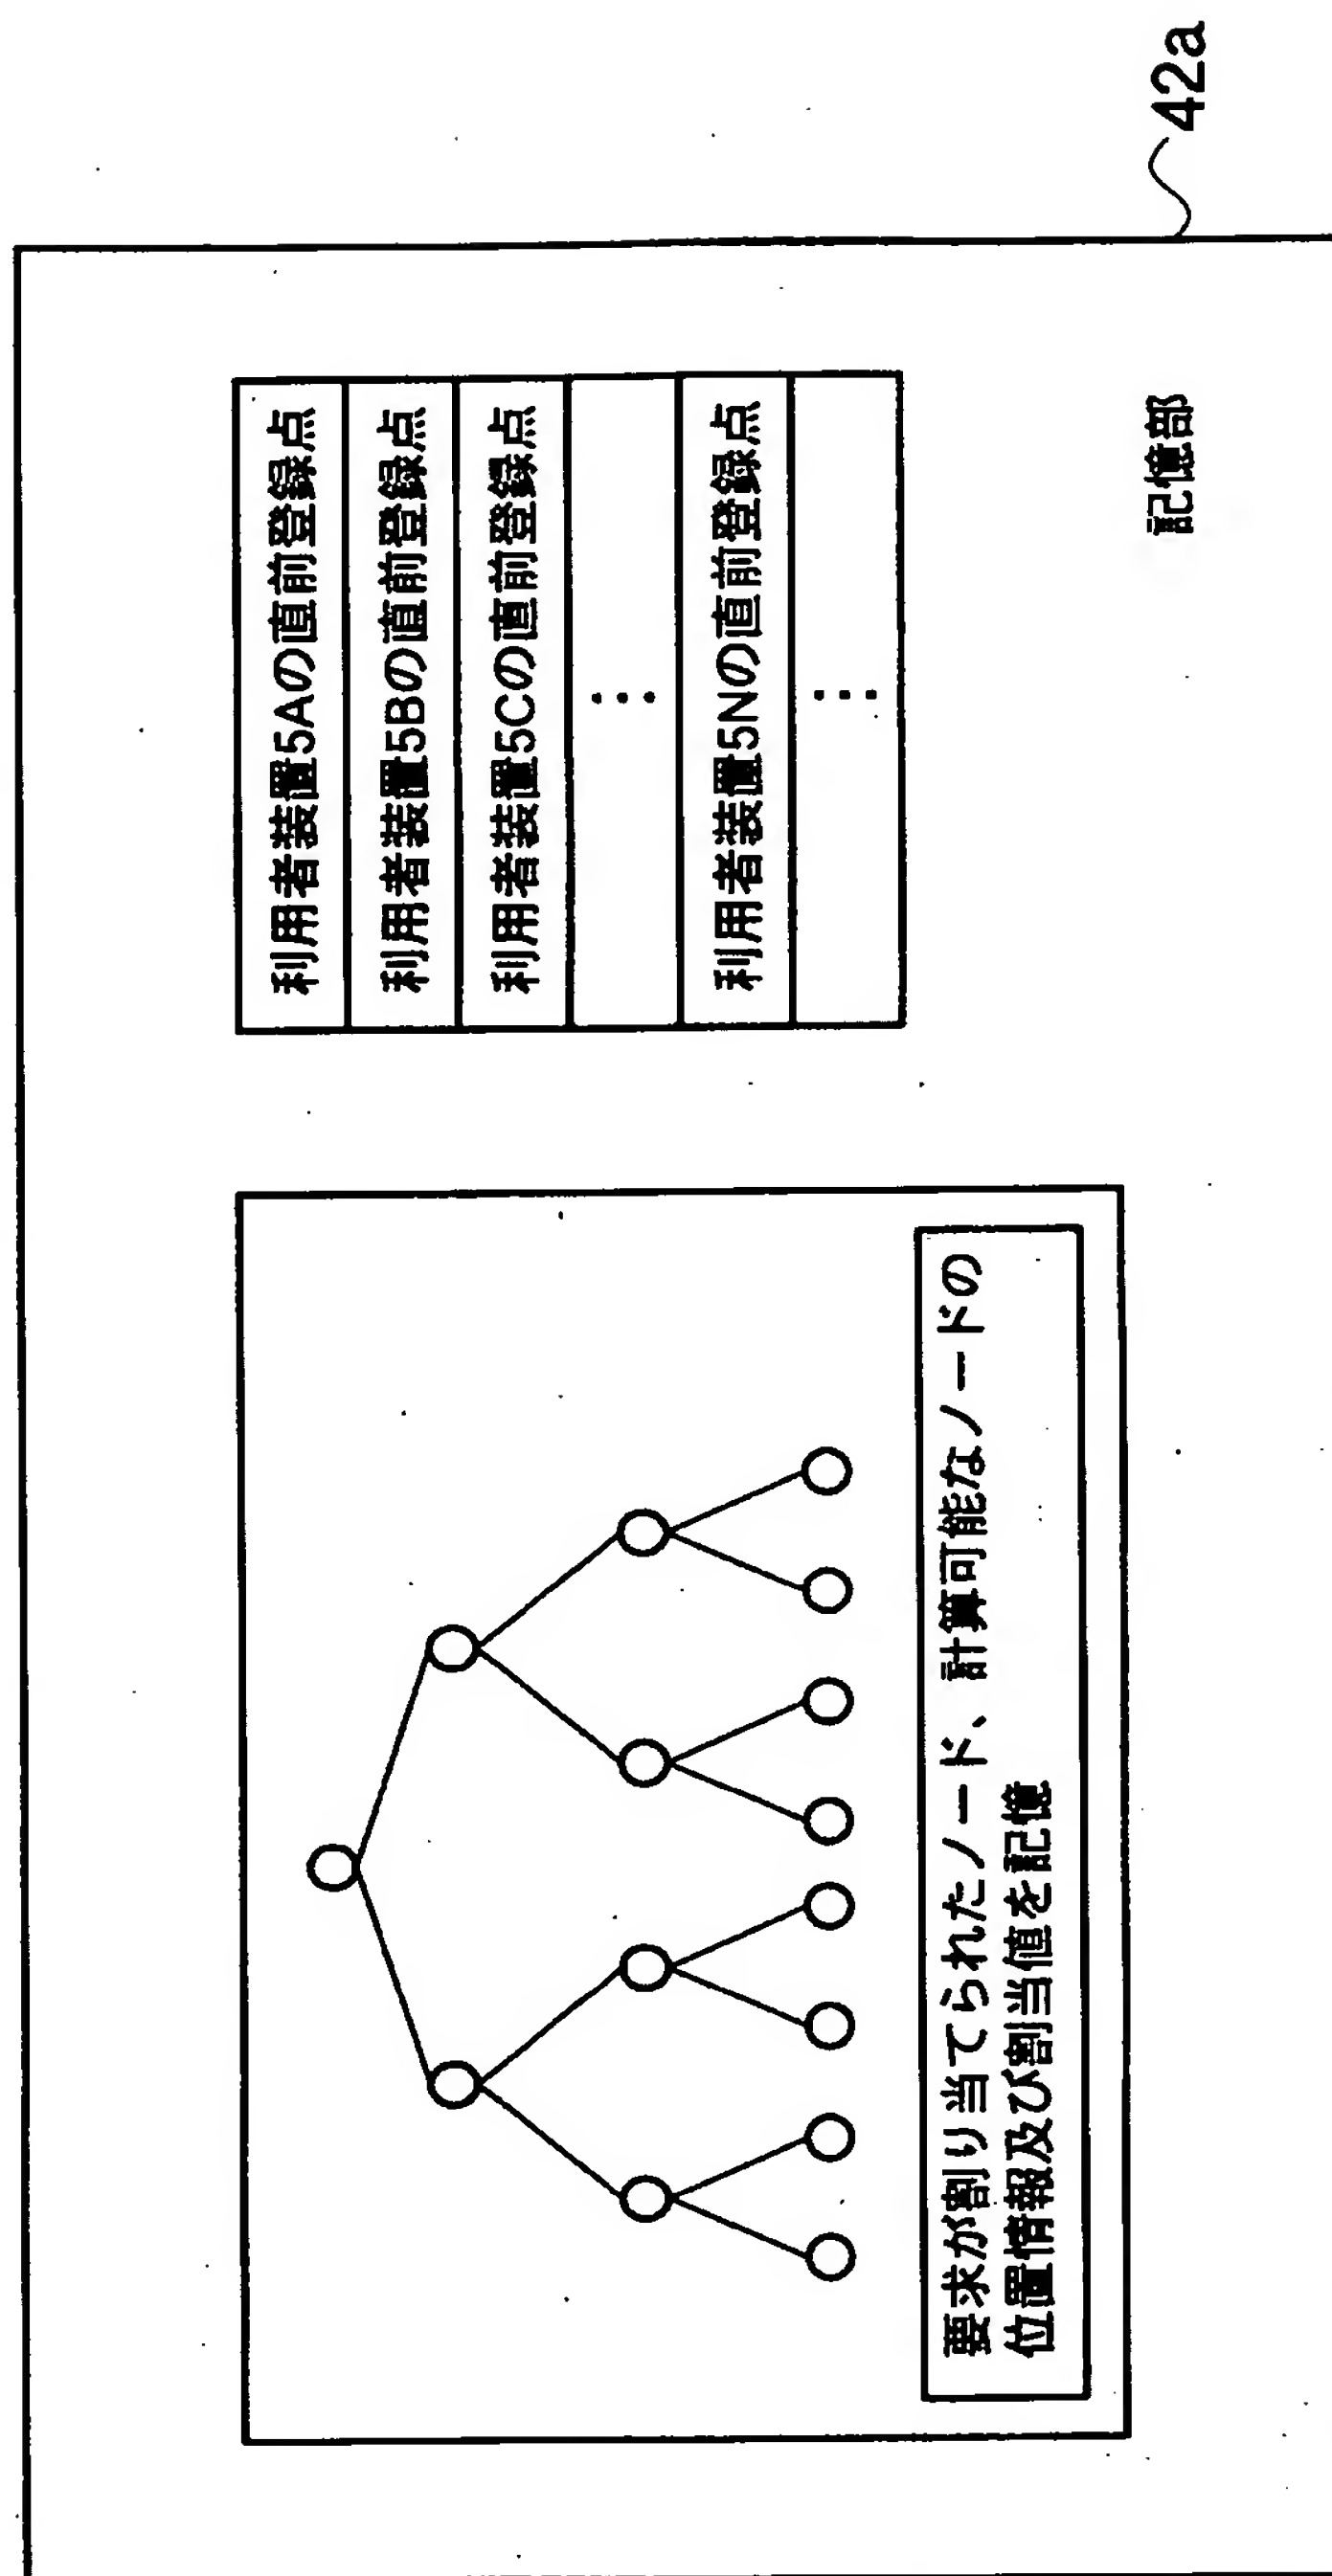 要求が割り当てられたノード、計算可能なノードの
位置情報及び割当値を記憶
利用者装置5Aの直前登録点
利用者装置5Bの直前登録点
利用者装置5Cの直前登録点
…
利用者装置5Nの直前登録点
…
記憶部
42a